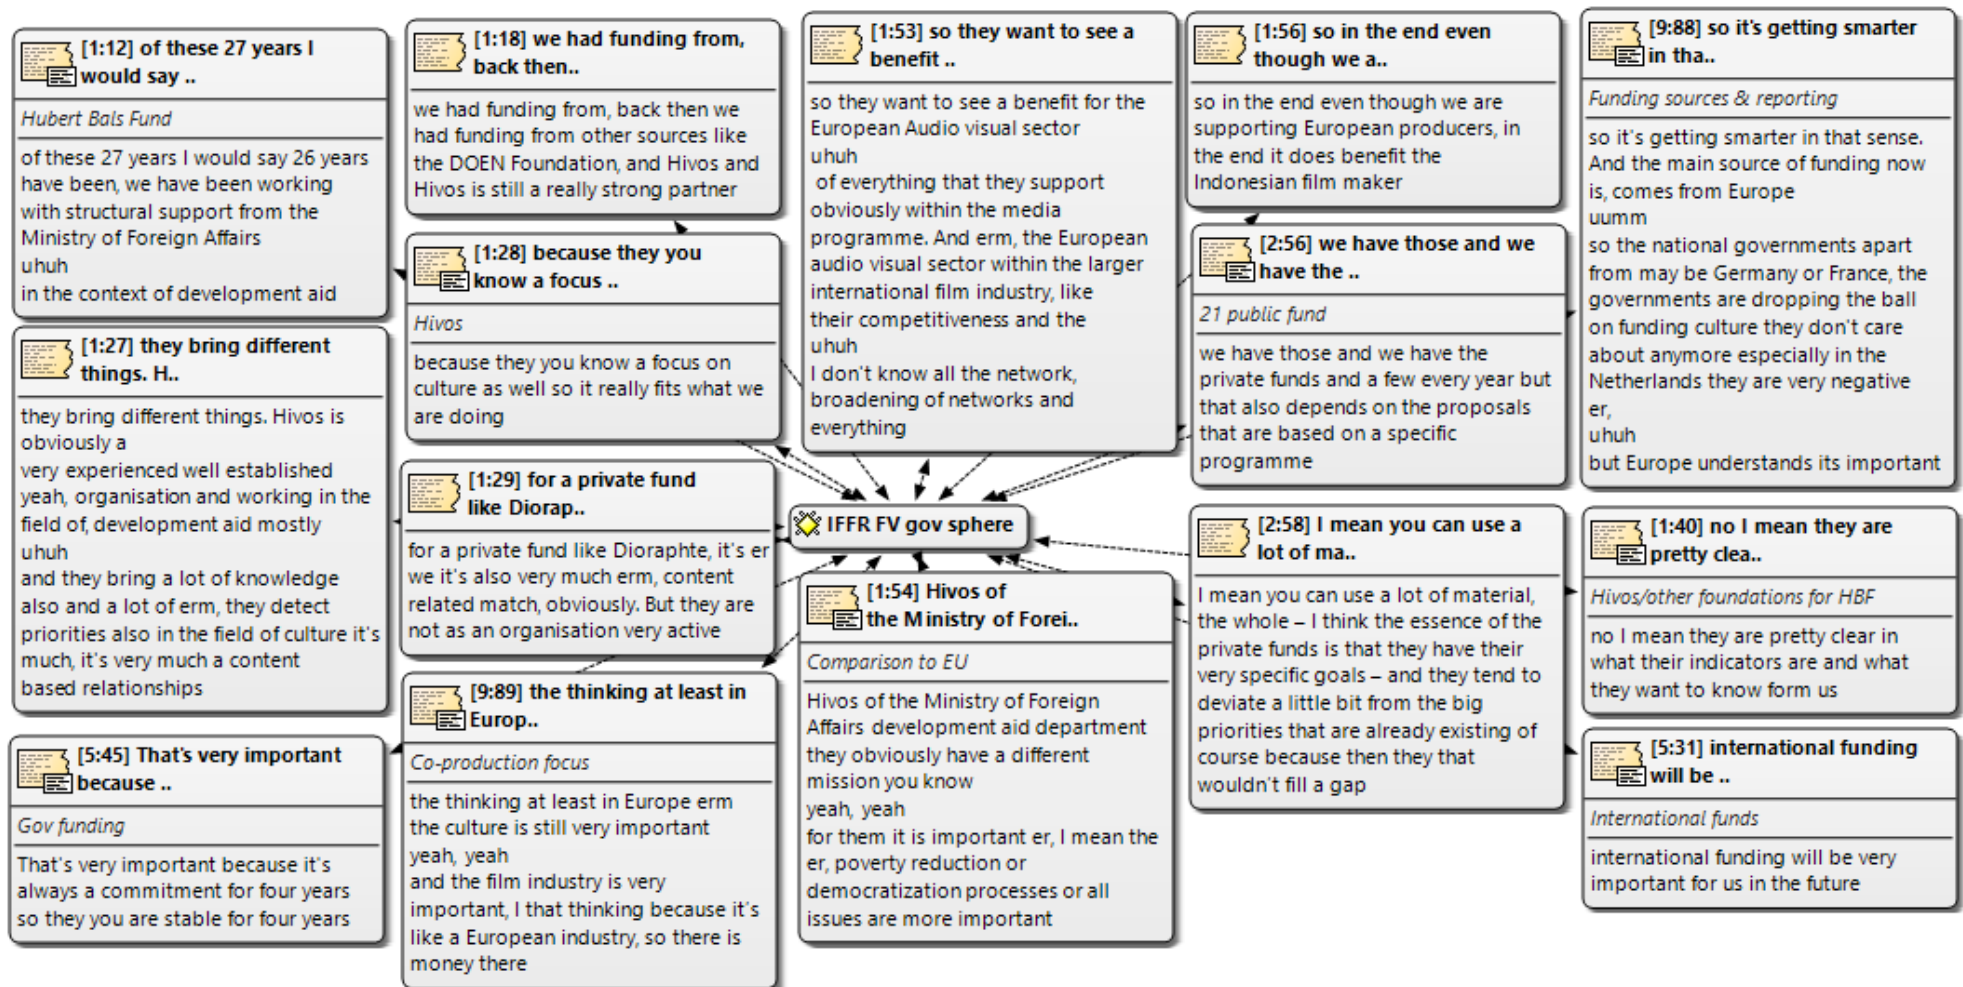 [1:12] of these 27 years I
would say ..
Hubert Bals Fund
of these 27 years I would say 26 years
have been, we have been working
with structural support from the
Ministry of Foreign Affairs
uhuh
in the context of development aid
[1:27] they bring different
things. H..
they bring different things. Hivos is
obviously a
very experienced well established
yeah, organisation and working in the
field of, development aid mostly
uhuh
and they bring a lot of knowledge
also and a lot of erm, they detect
priorities also in the field of culture it's
much, it's very much a content
based relationships
[5:45] That's very important
because ..
Gov funding
That's very important because it's
always a commitment for four years
so they you are stable for four years
[1:18] we had funding from,
back then..
we had funding from, back then we
had funding from other sources like
the DOEN Foundation, and Hivos and
Hivos is still a really strong partner
[1:28] because they you
know a focus ..
Hivos
because they you know a focus on
culture as well so it really fits what we
are doing
[1:29] for a private fund
like Diorap..
for a private fund like Dioraphte, it's er
we it's also very much erm, content
related match, obviously. But they are
not as an organisation very active
[9:89] the thinking at least in
Europ..
Co-production focus
the thinking at least in Europe erm
the culture is still very important
yeah, yeah
and the film industry is very
important, I that thinking because it's
like a European industry, so there is
money there
[1:53] so they want to see a
benefit ..
so they want to see a benefit for the
European Audio visual sector
uhuh
of everything that they support
obviously within the media
programme. And erm, the European
audio visual sector within the larger
international film industry, like
their competitiveness and the
uhuh
I don't know all the network,
broadening of networks and
everything
IFFR FV gov sphere
[1:54] Hivos of
the Ministry of Forei..
Comparison to EU
Hivos of the Ministry of Foreign
Affairs development aid department
they obviously have a different
mission you know
yeah, yeah
for them it is important er, I mean the
er, poverty reduction or
democratization processes or all
issues are more important
[1:56] so in the end even
though we a..
so in the end even though we are
supporting European producers, in
the end it does benefit the
Indonesian film maker
[2:56] we have those and we
have the ..
21 public fund
we have those and we have the
private funds and a few every year but
that also depends on the proposals
that are based on a specific
programme
[2:58] I mean you can use a
lot of ma..
I mean you can use a lot of material,
the whole – I think the essence of the
private funds is that they have their
very specific goals – and they tend to
deviate a little bit from the big
priorities that are already existing of
course because then they that
wouldn't fill a gap
[9:88] so it's getting smarter
in tha..
Funding sources & reporting
so it's getting smarter in that sense.
And the main source of funding now
is, comes from Europe
uumm
so the national governments apart
from may be Germany or France, the
governments are dropping the ball
on funding culture they don't care
about anymore especially in the
Netherlands they are very negative
er,
uhuh
but Europe understands its important
[1:40] no I mean they are
pretty clea..
Hivos/other foundations for HBF
no I mean they are pretty clear in
what their indicators are and what
they want to know form us
[5:31] international funding
will be ..
International funds
international funding will be very
important for us in the future